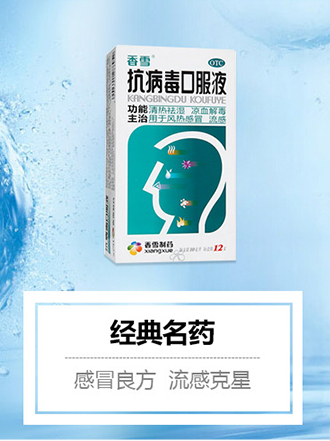 香雪®
OTC
抗病毒口服液
KANGBINGDU KOUFUYE
功能 清热祛湿 凉血解毒
主治 用于风热感冒 流感
香雪制药
xiangxue
12
经典名药
感冒良方 流感克星